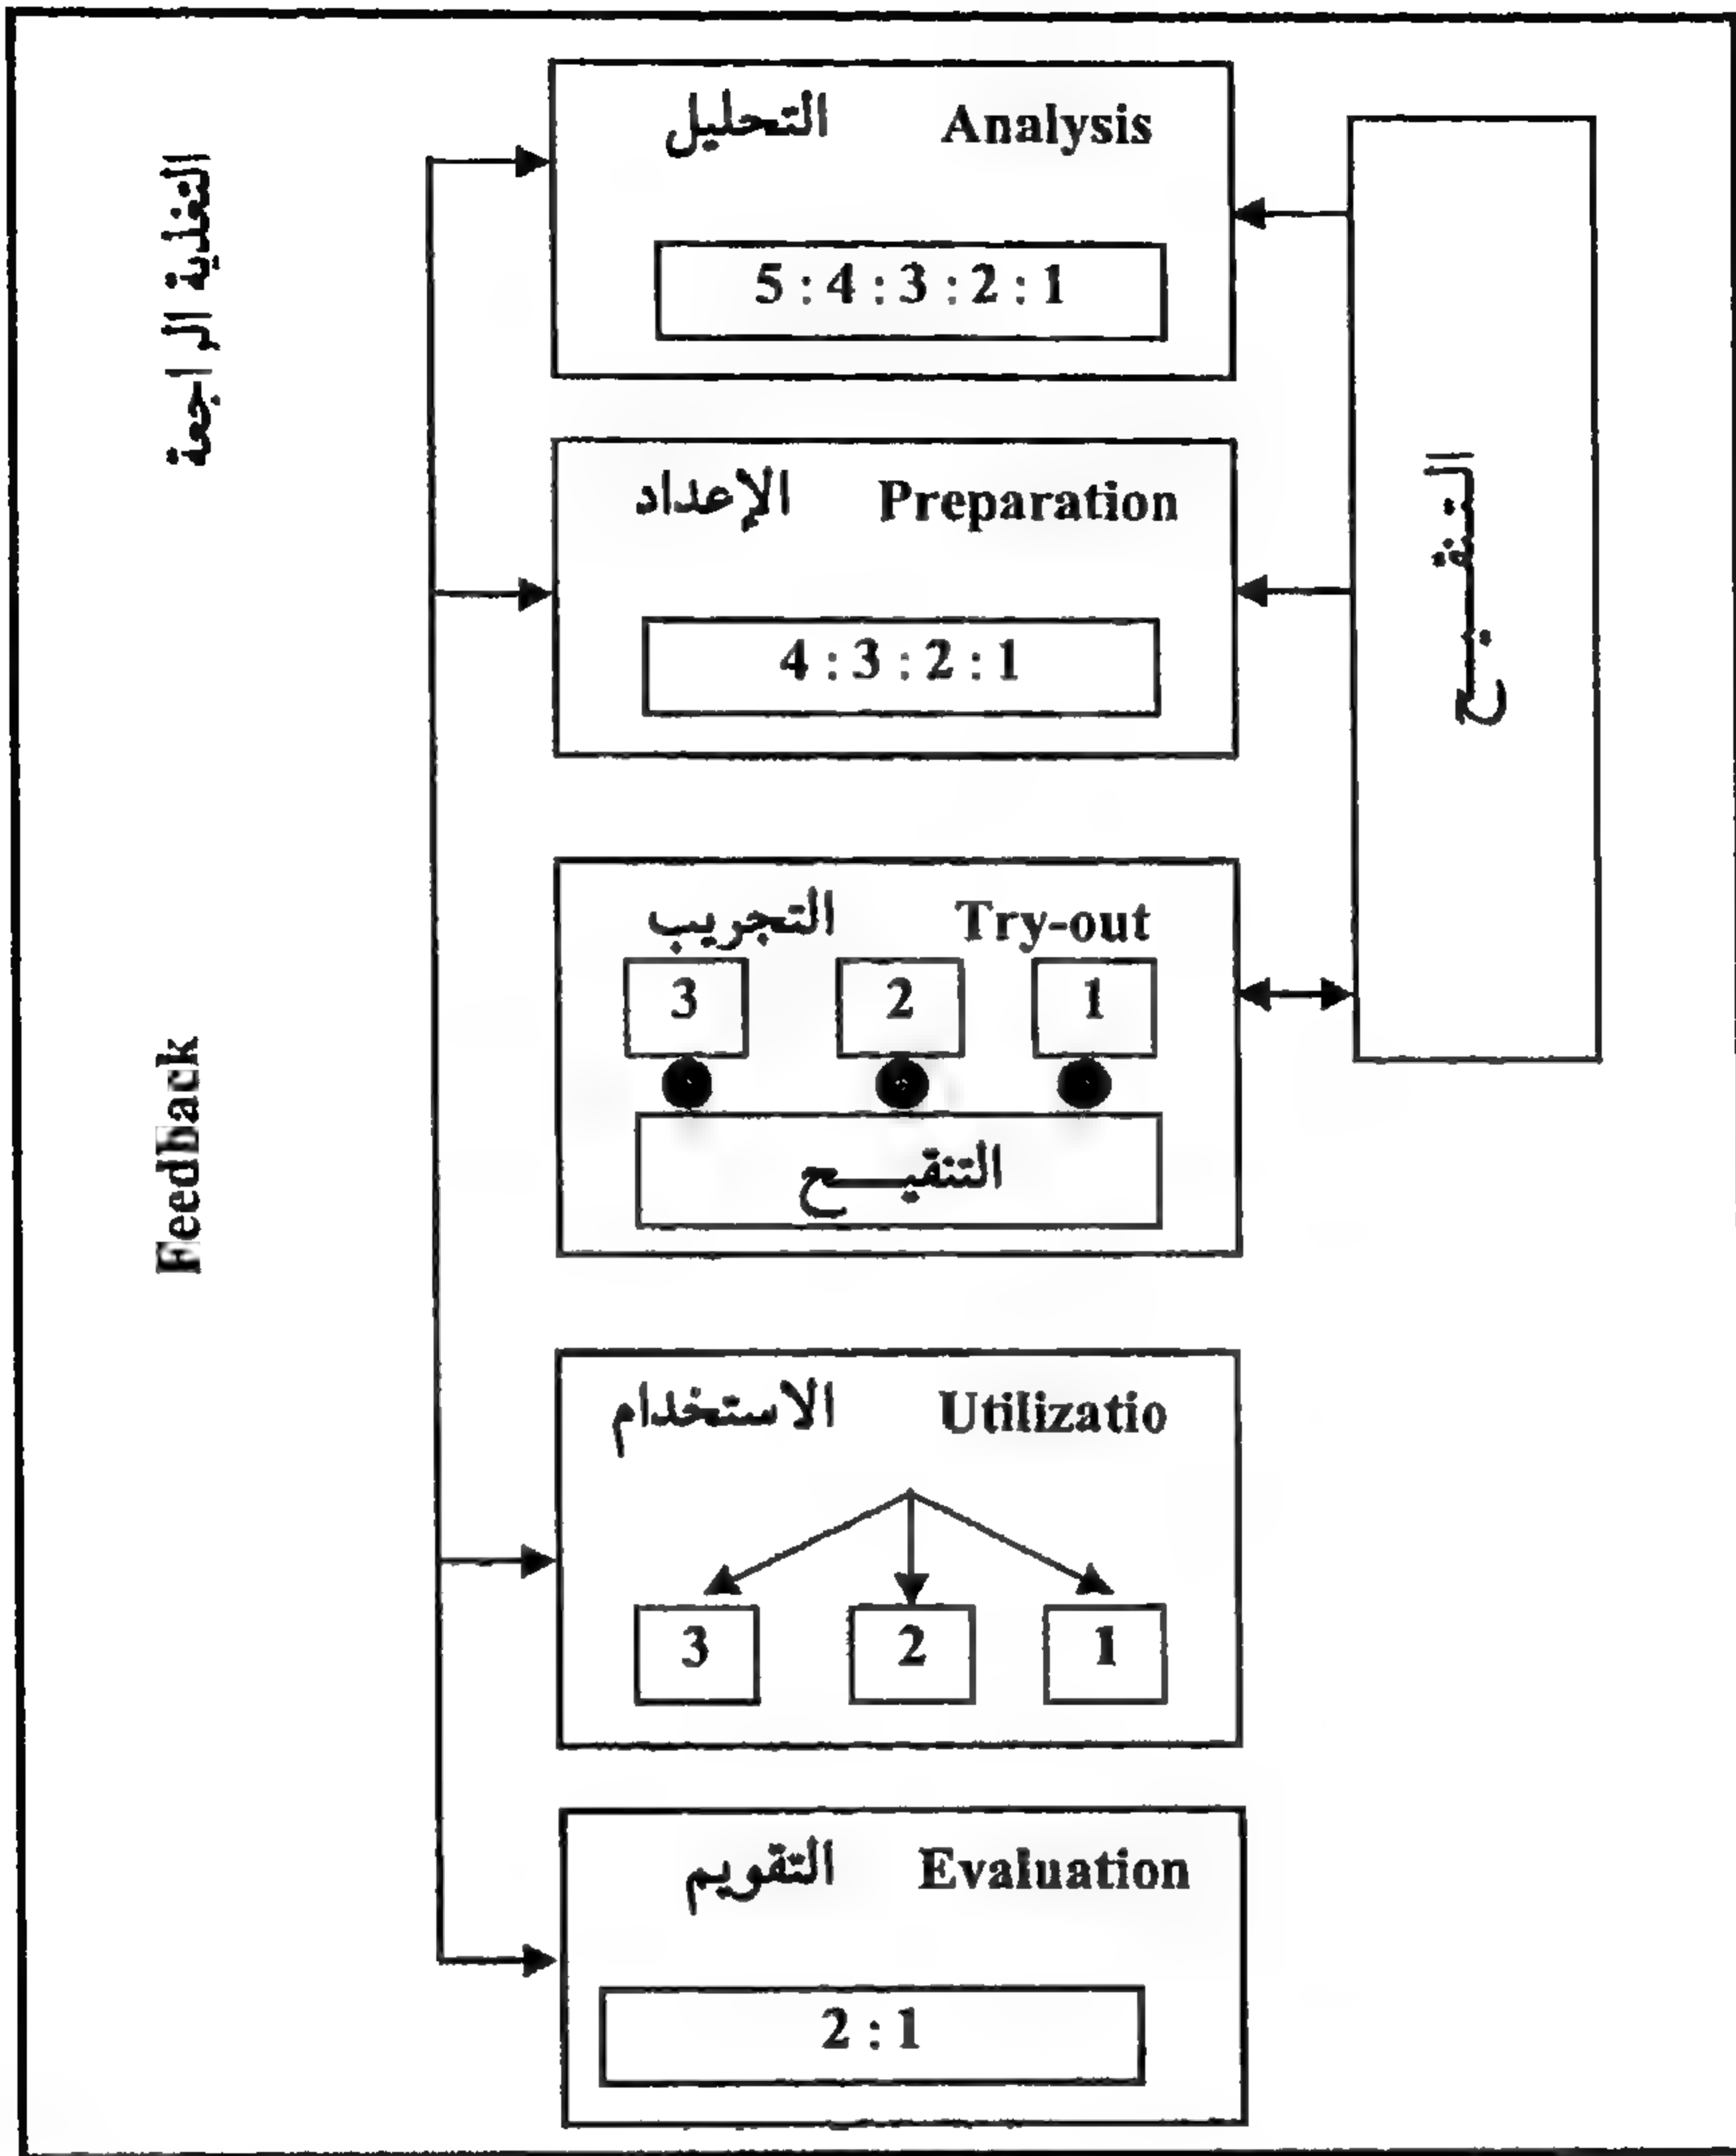 التغذية الراجعة
Feedback
التحليل Analysis
5 : 4 : 3 : 2 : 1
الإعداد Preparation
4 : 3 : 2 : 1
التجريب Try-out
3 2 1
التنقيـــح
الاستخدام Utilizatio
3 2 1
التقويم Evaluation
2 : 1
التنقـيـــح